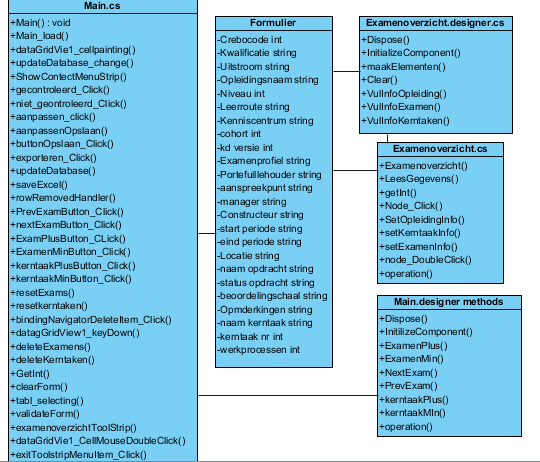 Main.cs
+Main() : void
+Main_load()
+dataGridVie1_cellpainting()
+updateDatabase_change()
+ShowContectMenuStrip()
+gecontroleerd_Click()
+niet_geontroleerd_Click()
+aanpassen_click()
+aanpassenOpslaan()
+buttonOpslaan_Click()
+exporteren_Click()
+updateDatabase()
+saveExcel()
+rowRemovedHandler()
+PrevExamButton_Click()
+nextExamButton_Click()
+ExamPlusButton_CLick()
+ExamenMinButton_Click()
+kerntaakPlusButton_Click()
+kerntaakMinButton_Click()
+resetExams()
+resetkerntaken()
+bindingNavigatorDeleteItem_Click()
+datagGridView1_keyDown()
+deleteExamens()
+deleteKerntaken()
+GetInt()
+clearForm()
+tabl_selecting()
+validateForm()
+examenoverzichtToolStrip()
+dataGridVie1_CellMouseDoubleClick()
+exitToolstripMenuItem_Click()
Formulier
-Crebocode int
-Kwalificatie string
-Uitstroom string
-Opleidingsnaam string
-Niveau int
-Leerroute string
-Kenniscentrum string
-cohort int
-kd versie int
-Examenprofiel string
-Portefuillehouder string
-aanspreekpunt string
-manager string
-Constructeur string
-start periode string
-eind periode string
-Locatie string
-naam opdracht string
-status opdracht string
-beoordelingschaal string
-Opmderkingen string
-naam kerntaak string
-kerntaak nr int
-werkprocessen int
Examenoverzicht.designer.cs
+Dispose()
+InitializeComponent()
+maakElementen()
+Clear()
+VulInfoOpleiding()
+VulInfoExamen()
+VulInfoKerntaken()
Examenoverzicht.cs
+Examenoverzicht()
+LeesGegevens()
+getInt()
+Node_Click()
+SetOpleidingInfo()
+setKerntaakInfo()
+setExamenInfo()
+node_DoubleClick()
+operation()
Main.designer methods
+Dispose()
+InitilizeComponent()
+ExamenPlus()
+ExamenMin()
+NextExam()
+PrevExam()
+kerntaakPlus()
+kerntaakMIn()
+operation()